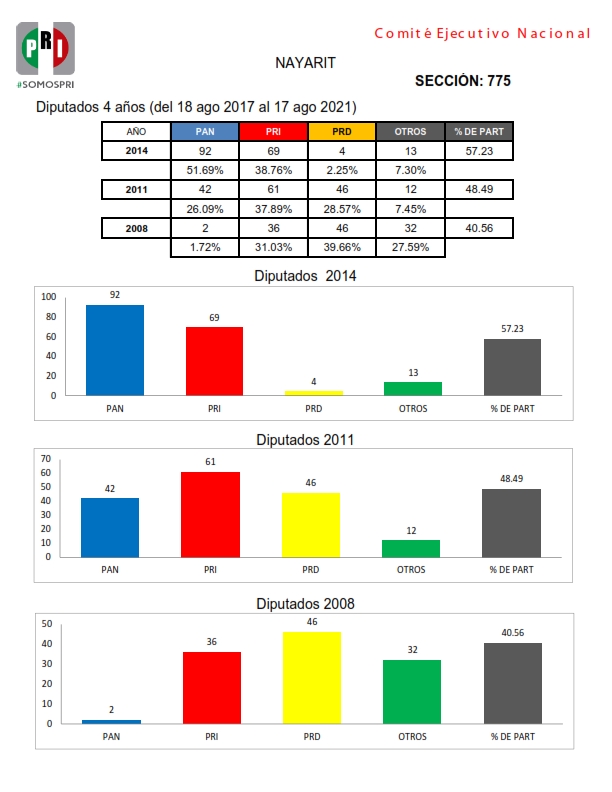 Comité Ejecutivo Nacional
PRI
#SOMOSPRI
NAYARIT
SECCIÓN: 775
Diputados 4 años (del 18 ago 2017 al 17 ago 2021)
AÑO PAN PRI PRD OTROS % DE PART
2014 92 69 4 13 57.23
51.69% 38.76% 2.25% 7.30%
2011 42 61 46 12 48.49
26.09% 37.89% 28.57% 7.45%
2008 2 36 46 32 40.56
1.72% 31.03% 39.66% 27.59%
Diputados 2014
100
80
60
40
20
0
92
69
4
13
57.23
PAN PRI PRD OTROS % DE PART
Diputados 2011
70
60
50
40
30
20
10
0
42
61
46
12
48.49
PAN PRI PRD OTROS % DE PART
Diputados 2008
50
40
30
20
10
0
2
36
46
32
40.56
PAN PRI PRD OTROS % DE PART